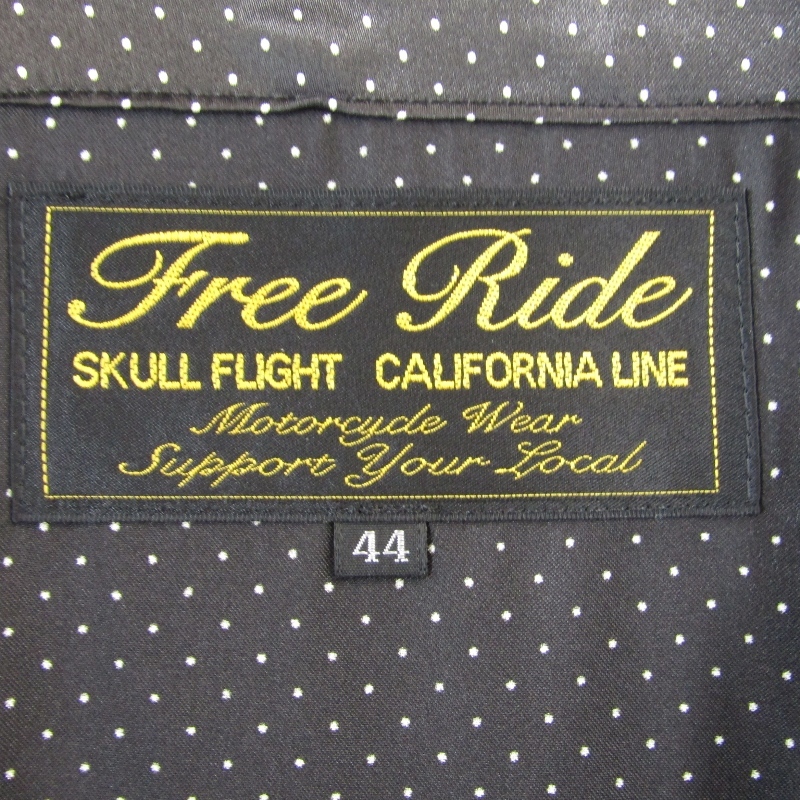 Free Ride
SKULL FLIGHT CALIFORNIA LINE
Motorcycle Wear
Support Your Local
44